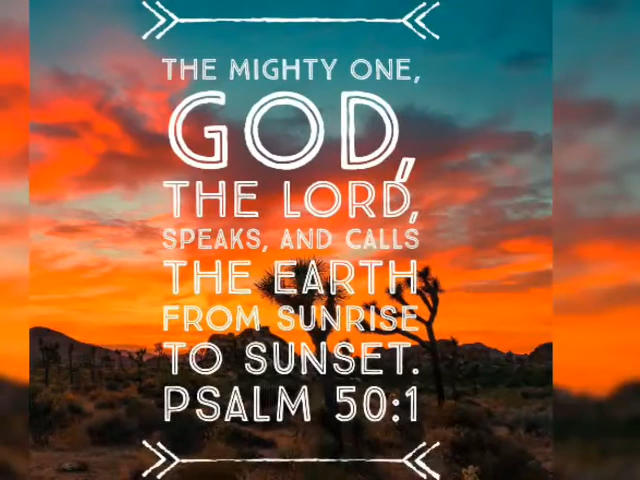 THE MIGHTY ONE,
GOD,
THE LORD,
SPEAKS, AND CALLS
THE EARTH
FROM SUNRISE
TO SUNSET.
PSALM 50:1